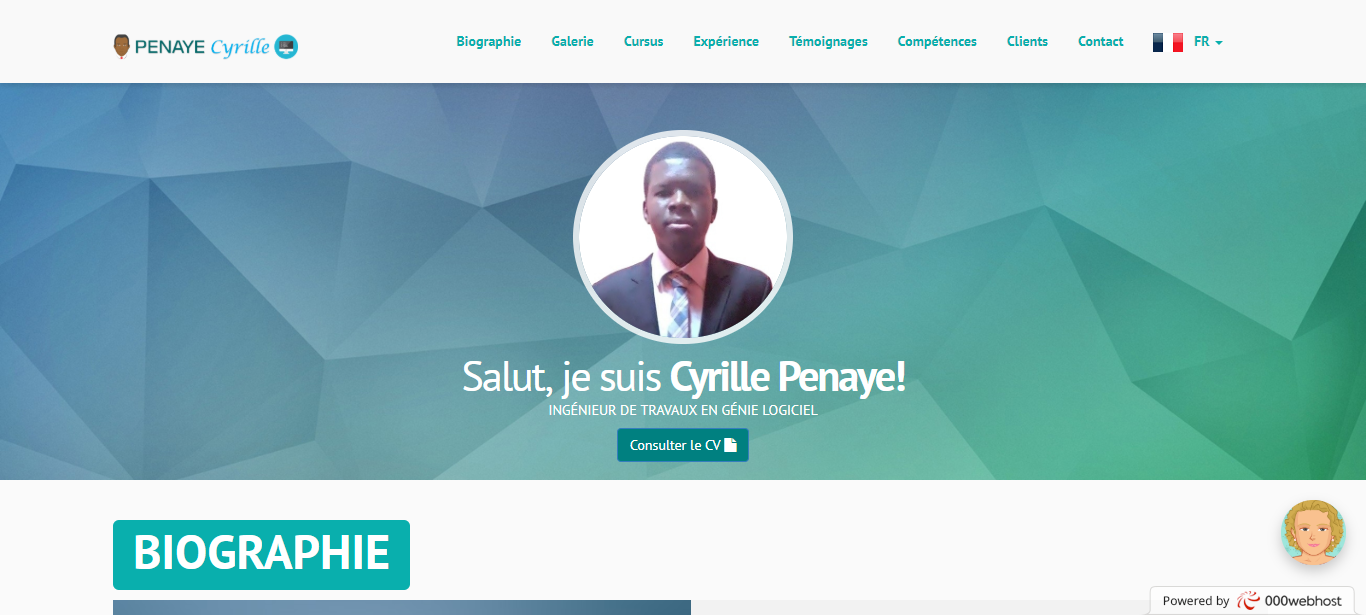 PENAYE Cyrille
Biographie Galerie Cursus Expérience Témoignages Compétences Clients Contact FR
Salut, je suis Cyrille Penaye!
INGÉNIEUR DE TRAVAUX EN GÉNIE LOGICIEL
Consulter le CV
BIOGRAPHIE
Powered by 000webhost